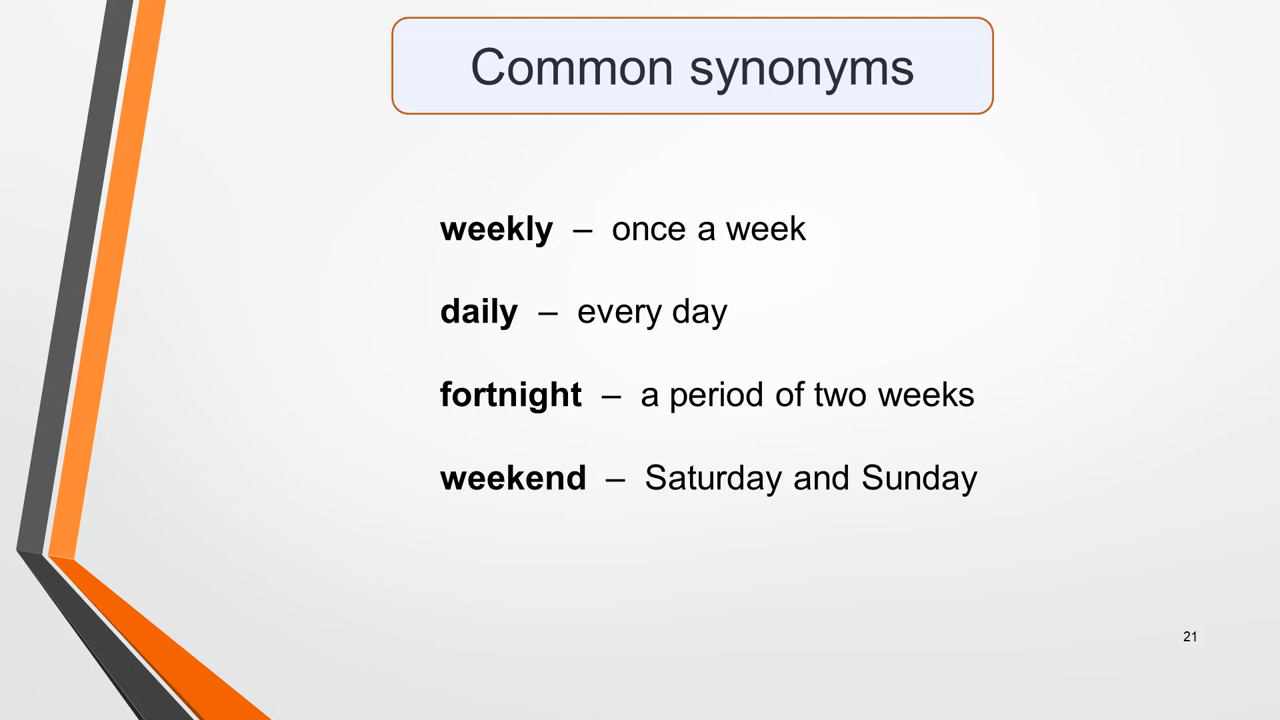 Common synonyms
weekly – once a week
daily – every day
fortnight – a period of two weeks
weekend – Saturday and Sunday
21